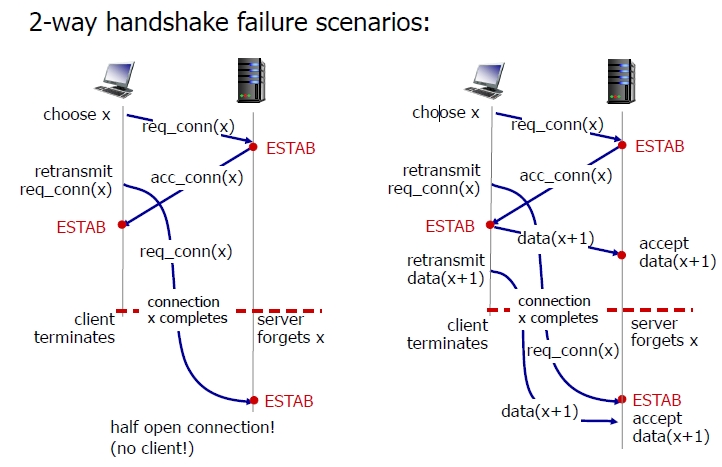 2-way handshake failure scenarios:
choose x
req_conn(x)
ESTAB
retransmit
req_conn(x)
acc_conn(x)
ESTAB
req_conn(x)
connection
x completes
client
terminates
server
forgets x
ESTAB
half open connection!
(no client!)
choose x
req_conn(x)
ESTAB
retransmit
req_conn(x)
acc_conn(x)
ESTAB
data(x+1)
accept
data(x+1)
retransmit
data(x+1)
connection
x completes
client
terminates
server
forgets x
req_conn(x)
ESTAB
data(x+1)
accept
data(x+1)